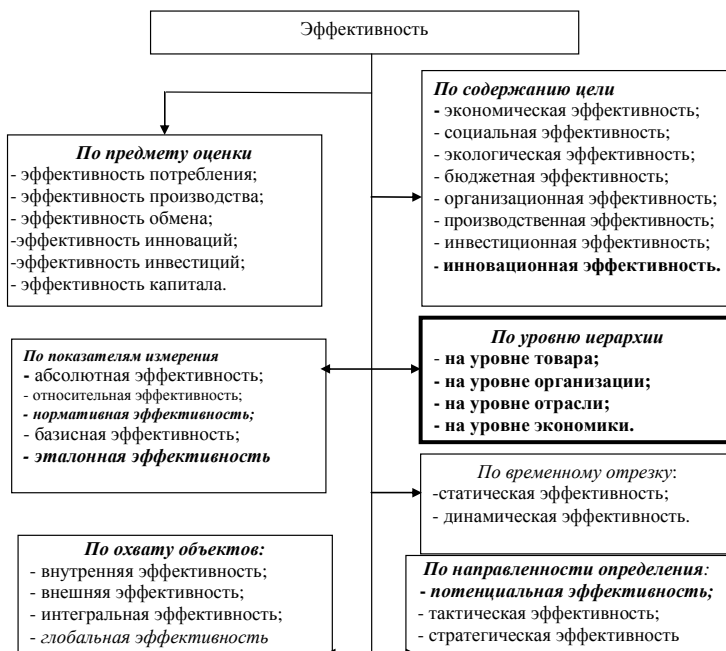 Эффективность
По содержанию цели
- экономическая эффективность;
- социальная эффективность;
- экологическая эффективность;
- бюджетная эффективность;
- организационная эффективность;
- производственная эффективность;
- инвестиционная эффективность;
- инновационная эффективность.
По предмету оценки
- эффективность потребления;
- эффективность производства;
- эффективность обмена;
-эффективность инноваций;
-эффективность инвестиций;
- эффективность капитала.
По уровню иерархии
- на уровне товара;
- на уровне организации;
- на уровне отрасли;
- на уровне экономики.
По показателям измерения
- абсолютная эффективность;
- относительная эффективность;
- нормативная эффективность;
- базисная эффективность;
- эталонная эффективность
По временному отрезку:
-статическая эффективность;
- динамическая эффективность.
По охвату объектов:
- внутренняя эффективность;
- внешняя эффективность;
- интегральная эффективность;
- глобальная эффективность
По направленности определения:
- потенциальная эффективность;
- тактическая эффективность;
- стратегическая эффективность